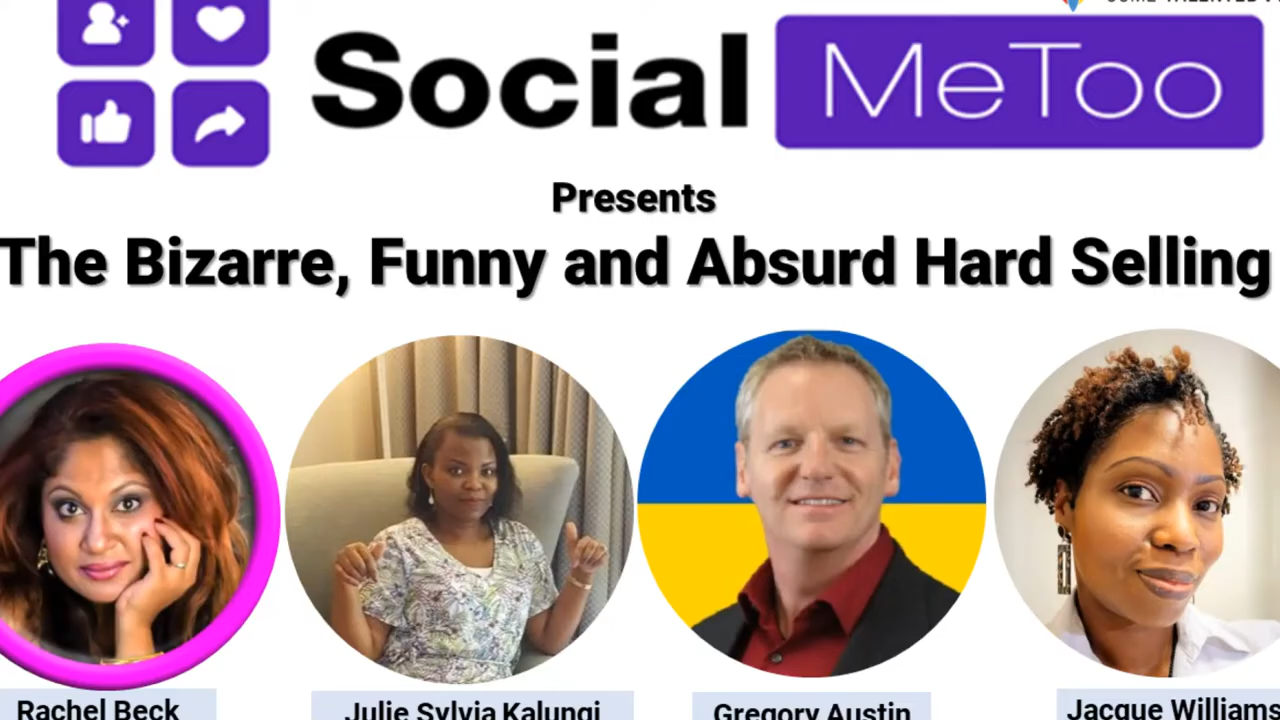 Social MeToo
Presents
The Bizarre, Funny and Absurd Hard Selling
Rachel Beck
Julie Sylvia Kalungi
Gregory Austin
Jacque Williams